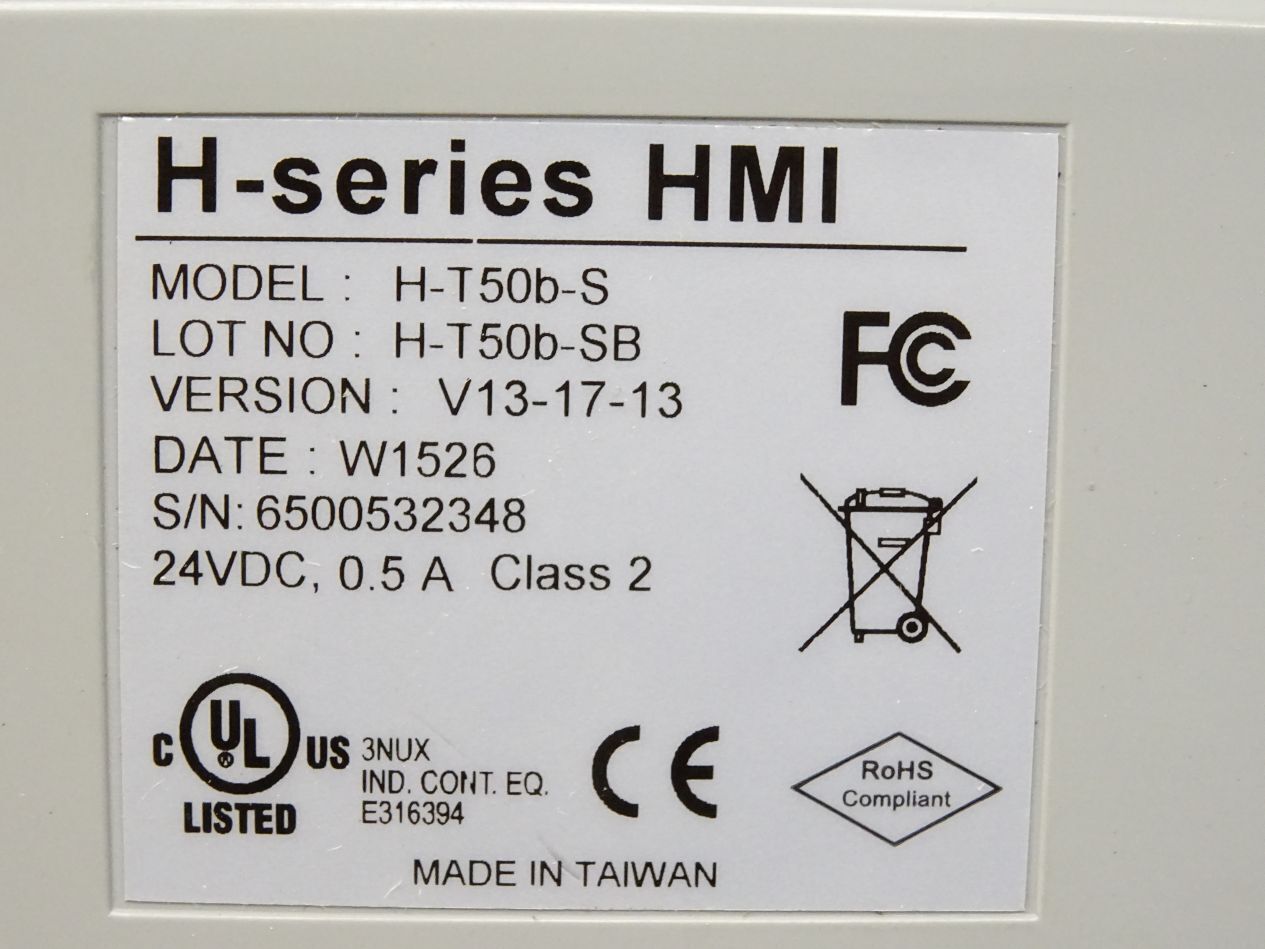 H-series HMI
MODEL : H-T50b-S
LOT NO : H-T50b-SB
VERSION : V13-17-13
DATE : W1526
S/N: 6500532348
24VDC, 0.5 A Class 2
FC
C UL ® US
LISTED
3NUX
IND. CONT. EQ.
E316394
CE
RoHS
Compliant
MADE IN TAIWAN